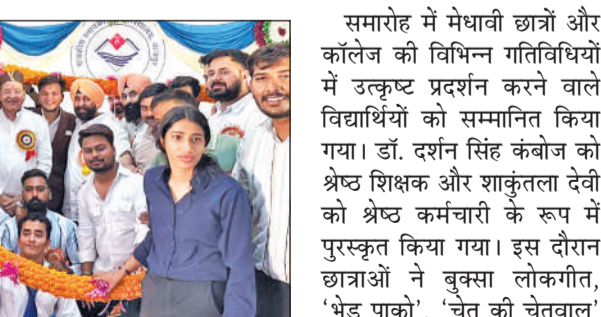 समारोह में मेधावी छात्रों और
कॉलेज की विभिन्न गतिविधियों
में उत्कृष्ट प्रदर्शन करने वाले
विद्यार्थियों को सम्मानित किया
गया। डॉ. दर्शन सिंह कंबोज को
श्रेष्ठ शिक्षक और शाकुंतला देवी
को श्रेष्ठ कर्मचारी के रूप में
पुरस्कृत किया गया। इस दौरान
छात्राओं ने बुक्सा लोकगीत,
‘भेड़ पाको’, ‘चेत की चेतवाल’